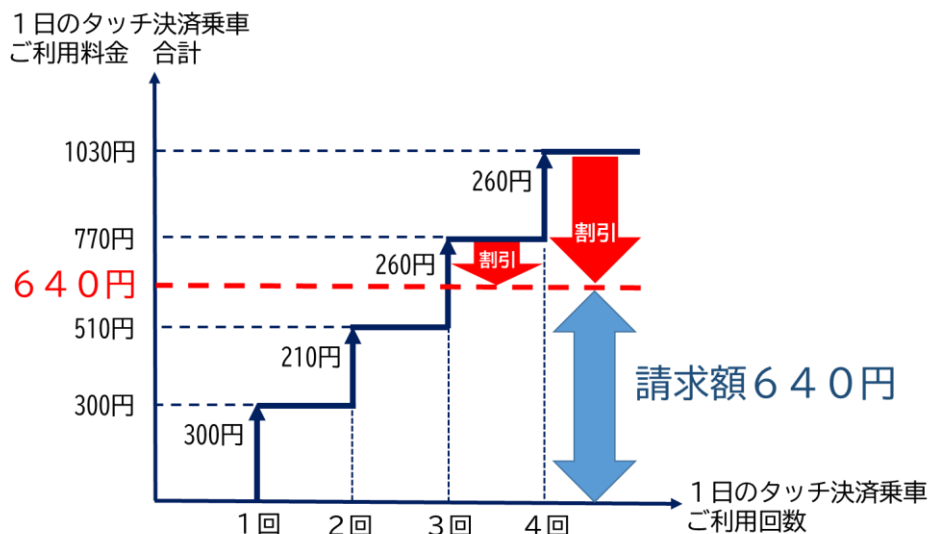 １日のタッチ決済乗車
ご利用料金　合計
1030円
260円
割引
770円
260円
割引
６４０円
510円
210円
請求額６４０円
300円
300円
１日のタッチ決済乗車
ご利用回数
１回
２回
３回
４回